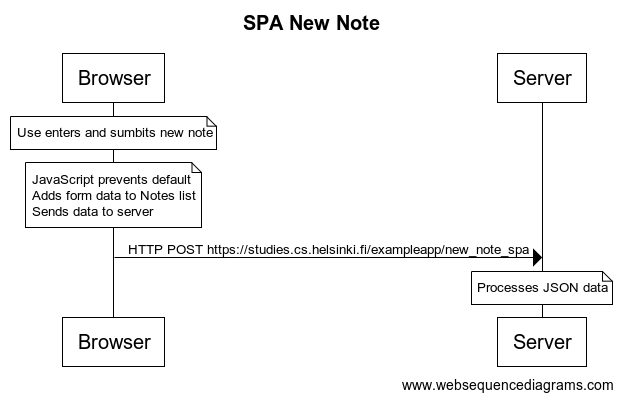 SPA New Note
Browser
Server
Use enters and sumbits new note
JavaScript prevents default
Adds form data to Notes list
Sends data to server
HTTP POST https://studies.cs.helsinki.fi/exampleapp/new_note_spa
Processes JSON data
Browser
Server
www.websequencediagrams.com